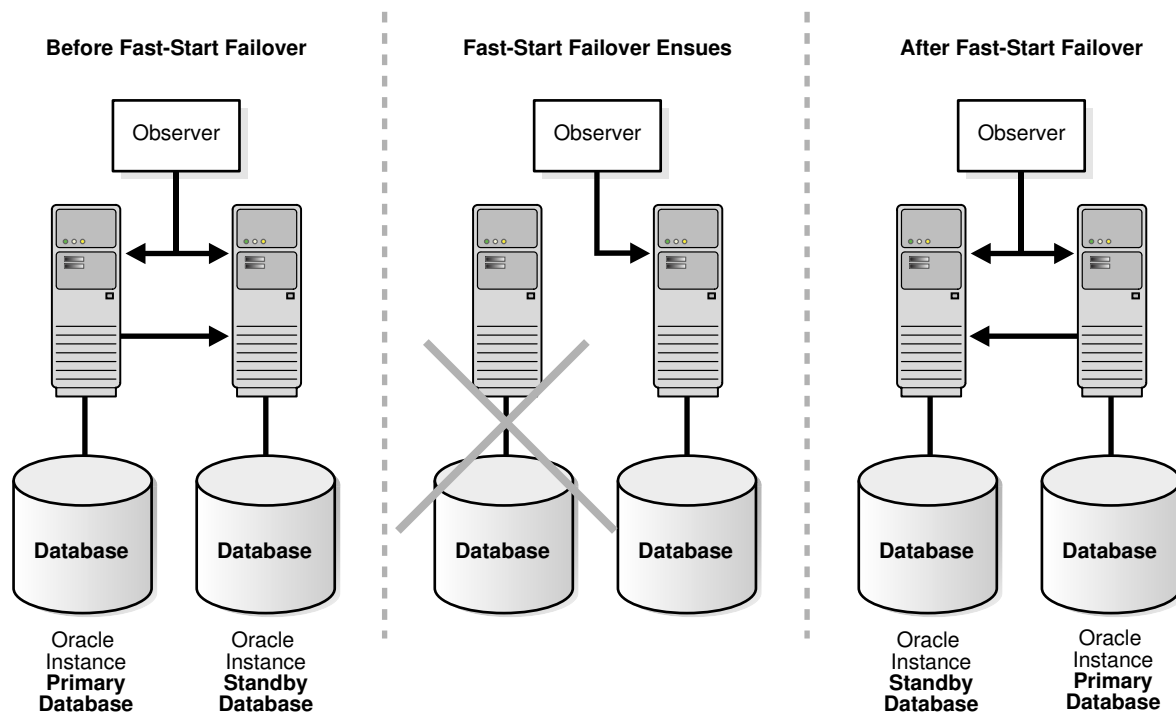 Before Fast-Start Failover
Observer
Database
Database
Oracle
Instance
Primary
Database
Oracle
Instance
Standby
Database
Fast-Start Failover Ensues
Observer
Database
Database
After Fast-Start Failover
Observer
Database
Database
Oracle
Instance
Standby
Database
Oracle
Instance
Primary
Database